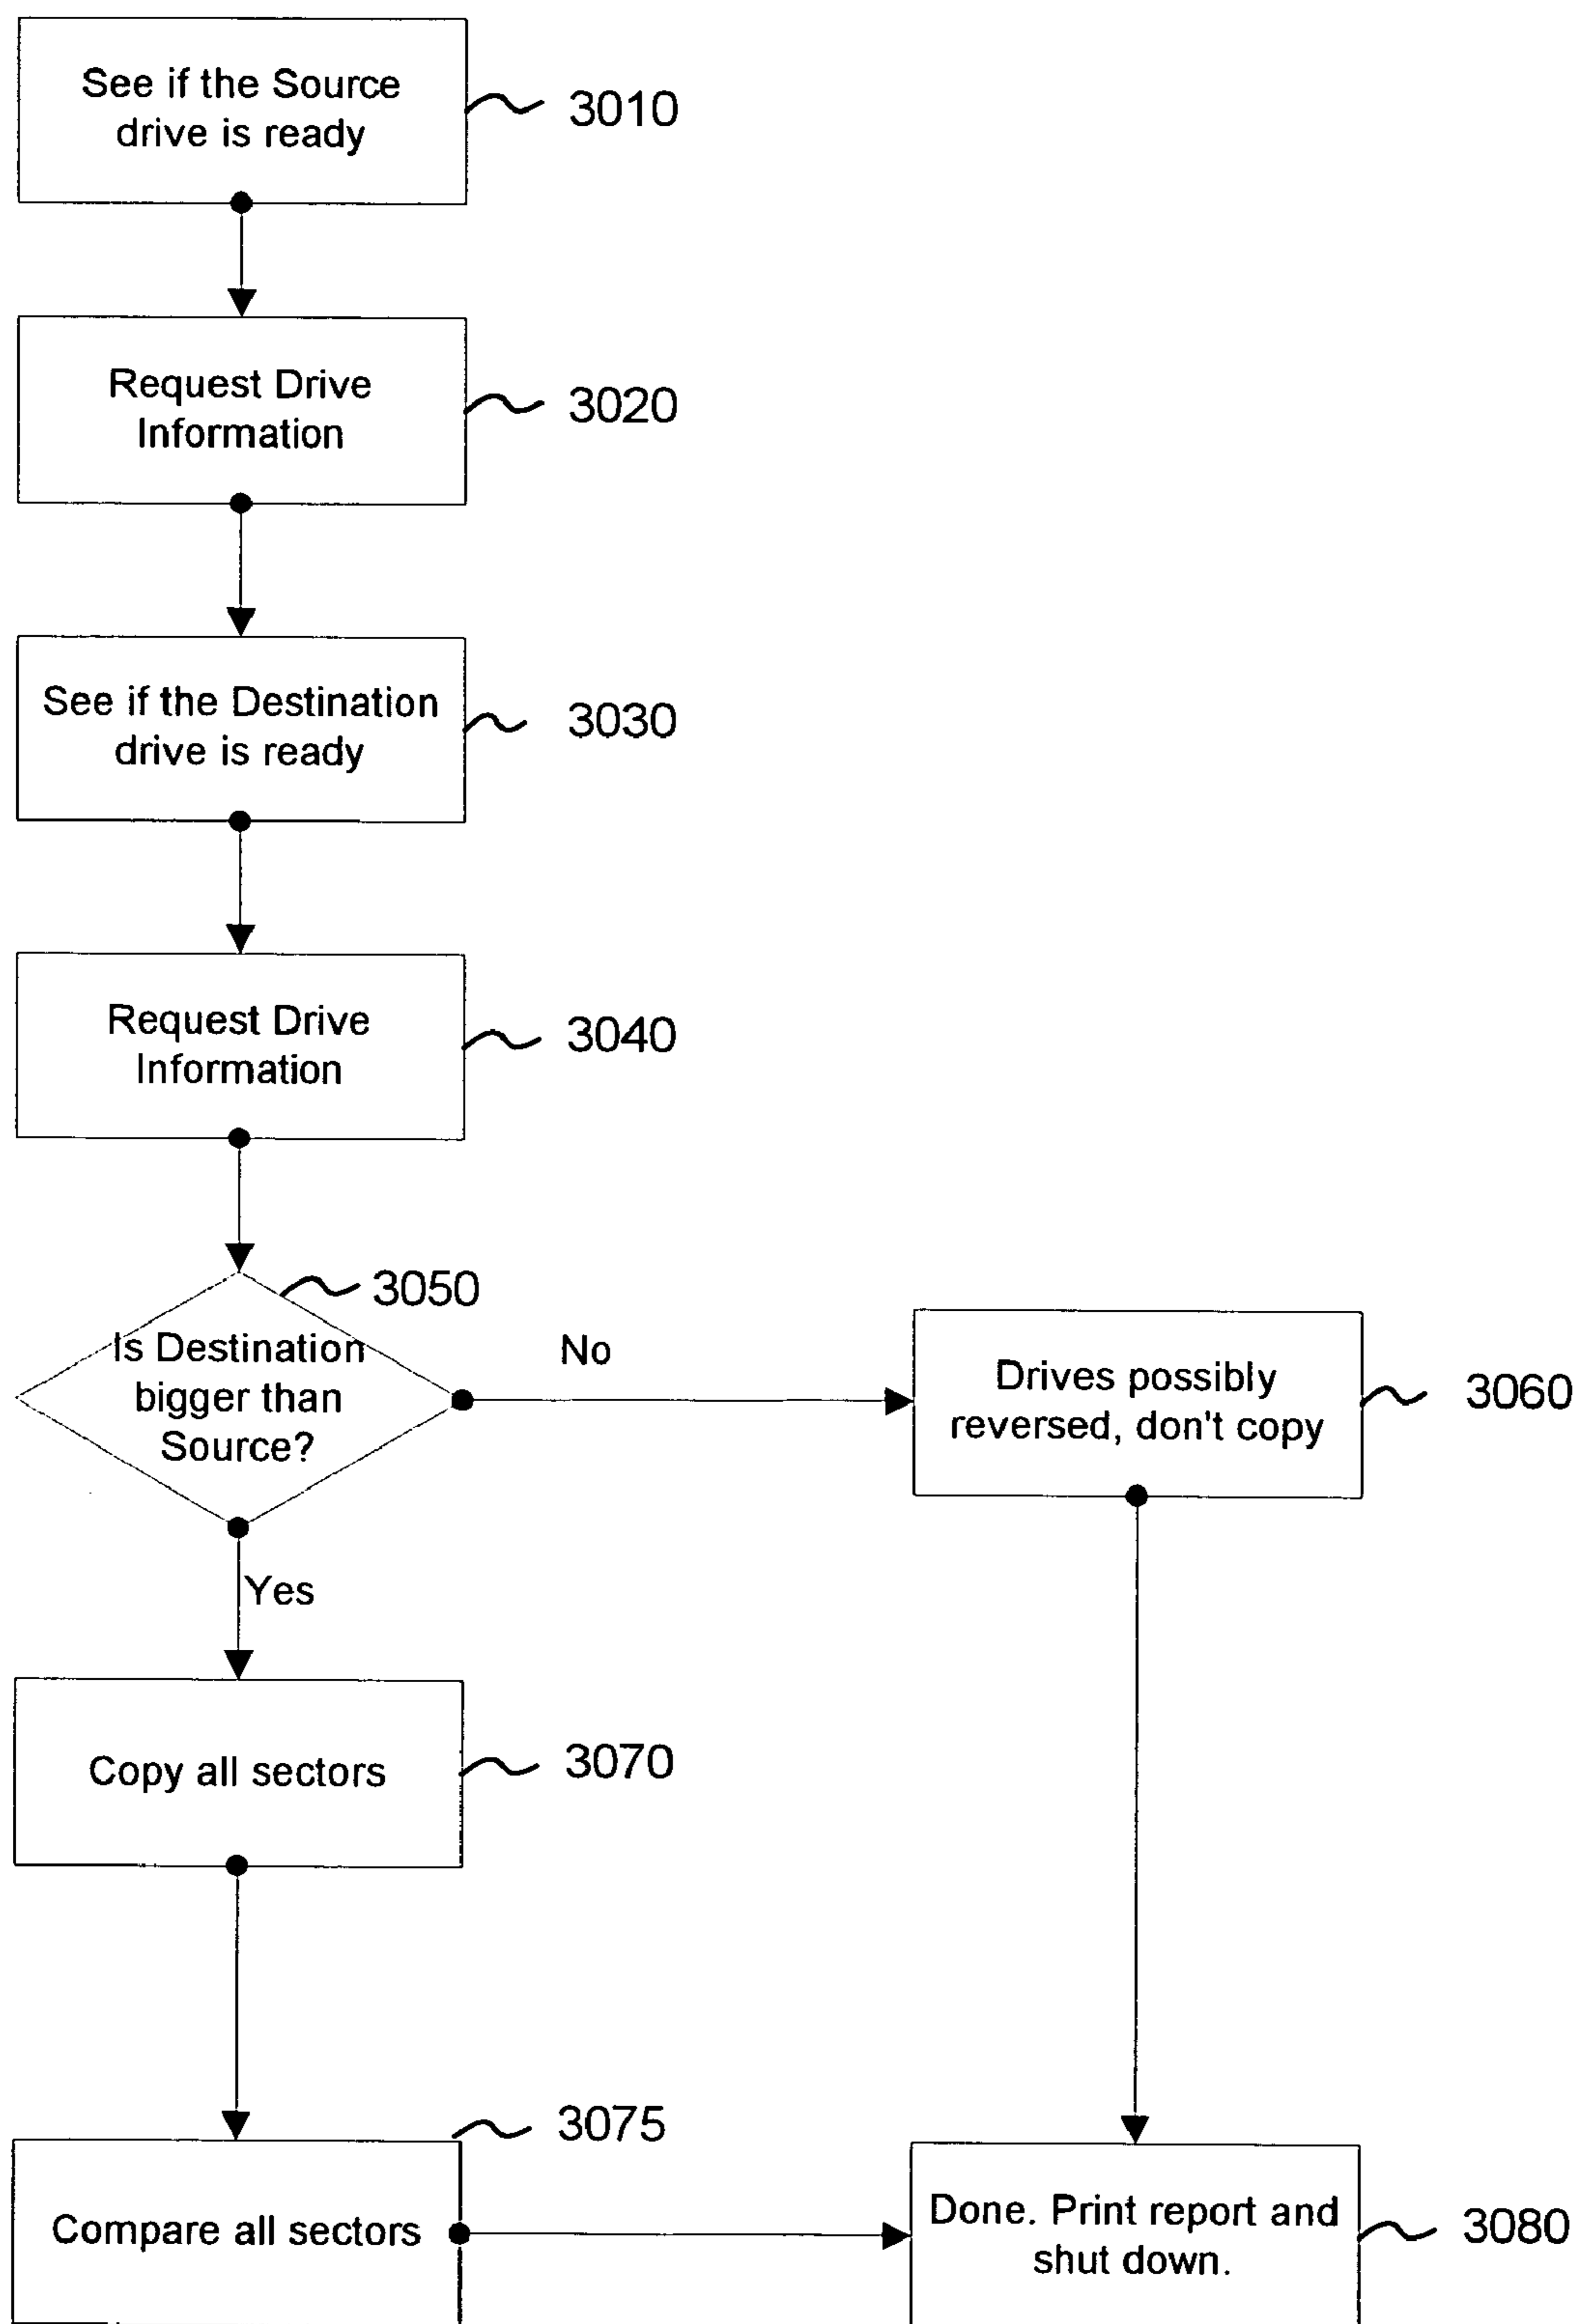 See if the Source
drive is ready
3010
Request Drive
Information
3020
See if the Destination
drive is ready
3030
Request Drive
Information
3040
3050
Is Destination
bigger than
Source?
No
Drives possibly
reversed, don't copy
3060
Yes
Copy all sectors
3070
3075
Compare all sectors
Done. Print report and
shut down.
3080